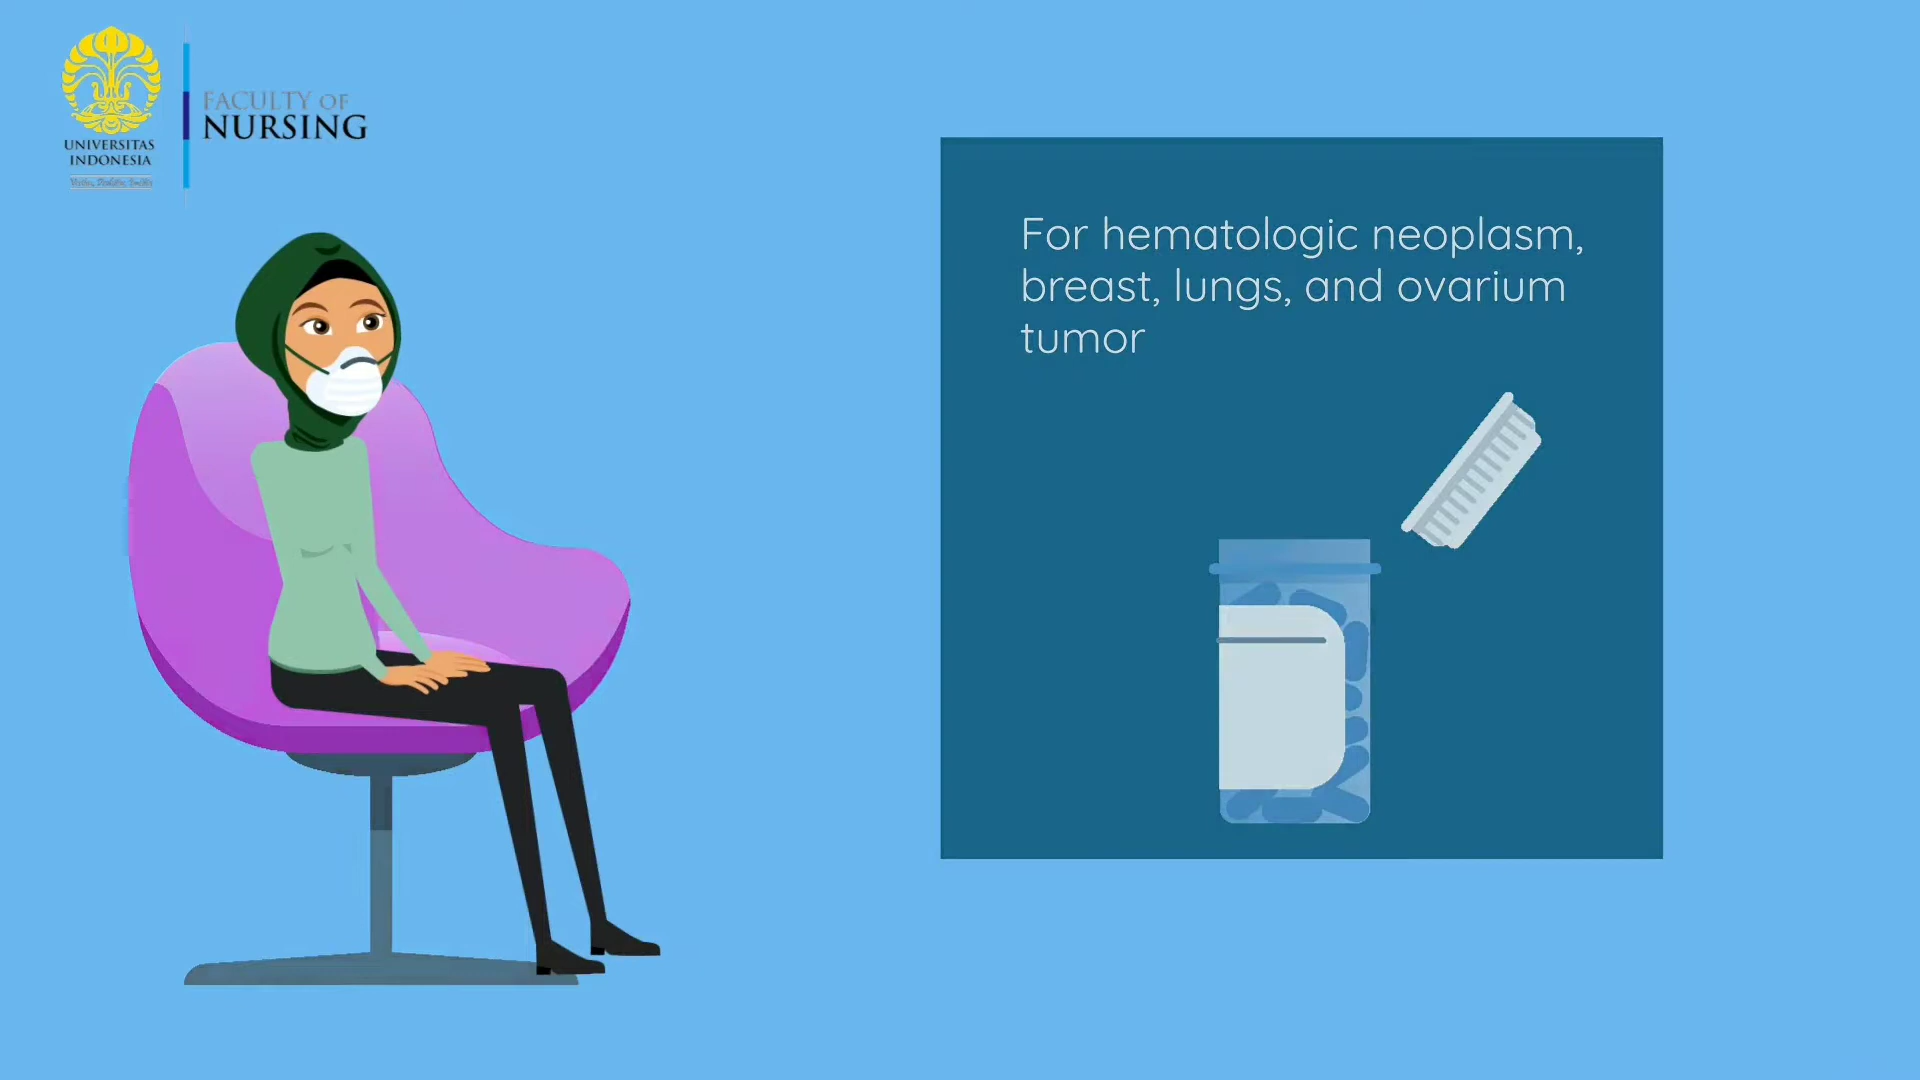 UNIVERSITAS
INDONESIA
FACULTY OF
NURSING
For hematologic neoplasm,
breast, lungs, and ovarium
tumor